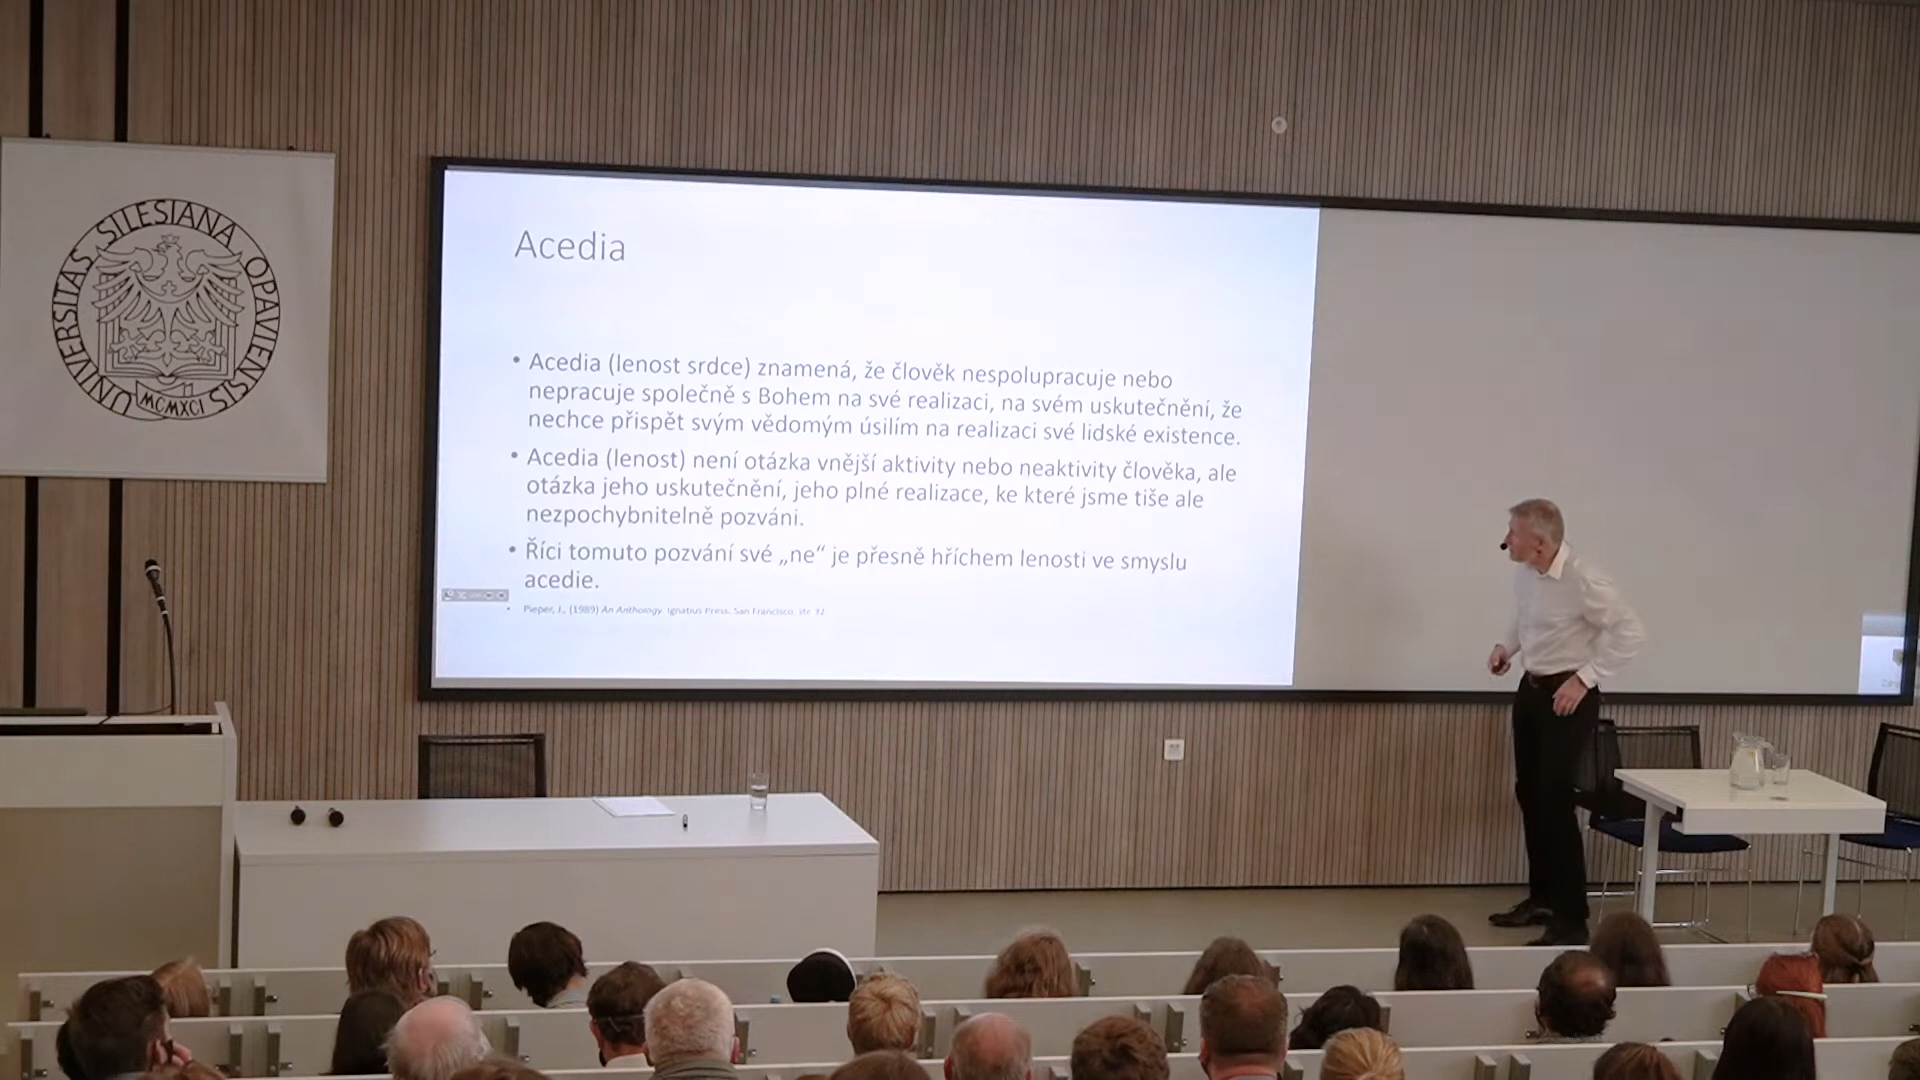 UNIVERSITAS SILESIANA OPAVIENSIS
MCMXCI
Acedia
• Acedia (lenost srdce) znamená, že člověk nespolupracuje nebo
nepracuje společně s Bohem na své realizaci, na svém uskutečnění, že
nechce přispět svým vědomým úsilím na realizaci své lidské existence.
• Acedia (lenost) není otázka vnější aktivity nebo neaktivity člověka, ale
otázka jeho uskutečnění, jeho plné realizace, ke které jsme tiše ale
nezpochybnitelně pozváni.
• Říci tomuto pozvání své „ne“ je přesně hříchem lenosti ve smyslu
acedie.
• Pieper, J., (1989) An Anthology. Ignatius Press. San Francisco. str 32